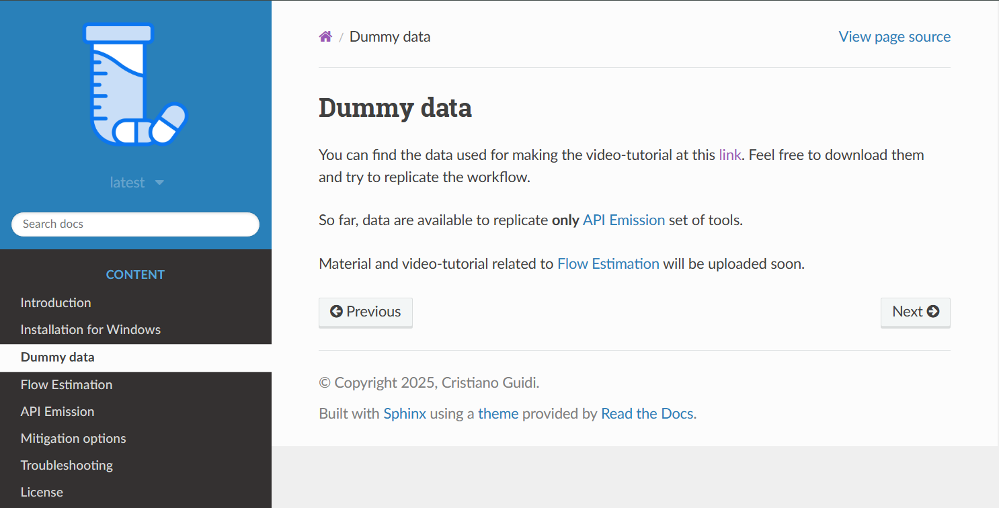 latest
Search docs
CONTENT
Introduction
Installation for Windows
Dummy data
Flow Estimation
API Emission
Mitigation options
Troubleshooting
License
/ Dummy data
View page source
Dummy data
You can find the data used for making the video-tutorial at this link. Feel free to download them
and try to replicate the workflow.
So far, data are available to replicate only API Emission set of tools.
Material and video-tutorial related to Flow Estimation will be uploaded soon.
Previous
Next
© Copyright 2025, Cristiano Guidi.
Built with Sphinx using a theme provided by Read the Docs.